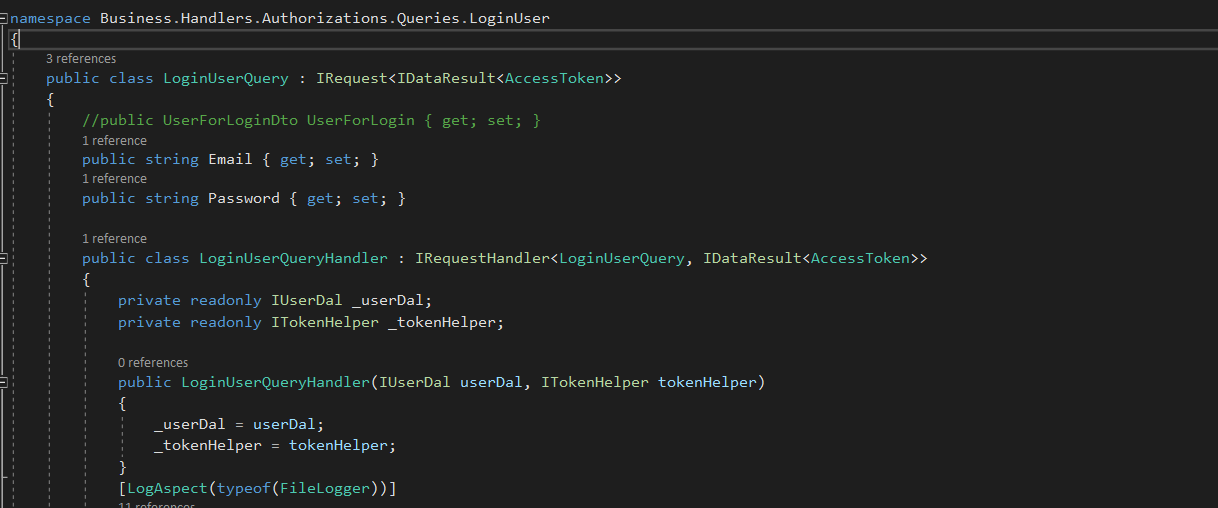 namespace Business.Handlers.Authorizations.Queries.LoginUser
{
3 references
public class LoginUserQuery : IRequest<IDataResult<AccessToken>>
{
//public UserForLoginDto UserForLogin { get; set; }
1 reference
public string Email { get; set; }
1 reference
public string Password { get; set; }
1 reference
public class LoginUserQueryHandler : IRequestHandler<LoginUserQuery, IDataResult<AccessToken>>
{
private readonly IUserDal _userDal;
private readonly ITokenHelper _tokenHelper;
0 references
public LoginUserQueryHandler(IUserDal userDal, ITokenHelper tokenHelper)
{
_userDal = userDal;
_tokenHelper = tokenHelper;
}
[LogAspect(typeof(FileLogger))]
11 references